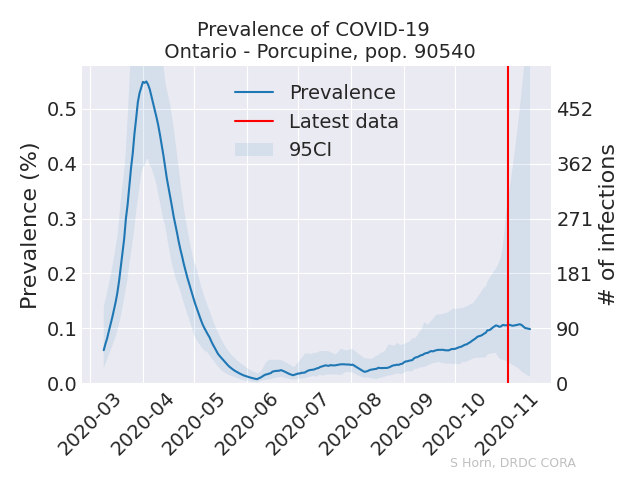 Prevalence of COVID-19
Ontario - Porcupine, pop. 90540
Prevalence
Latest data
95CI
Prevalence (%)
0.5
0.4
0.3
0.2
0.1
0.0
452
362
271
181
90
0
# of infections
2020-03
2020-04
2020-05
2020-06
2020-07
2020-08
2020-09
2020-10
2020-11
S Horn, DRDC CORA